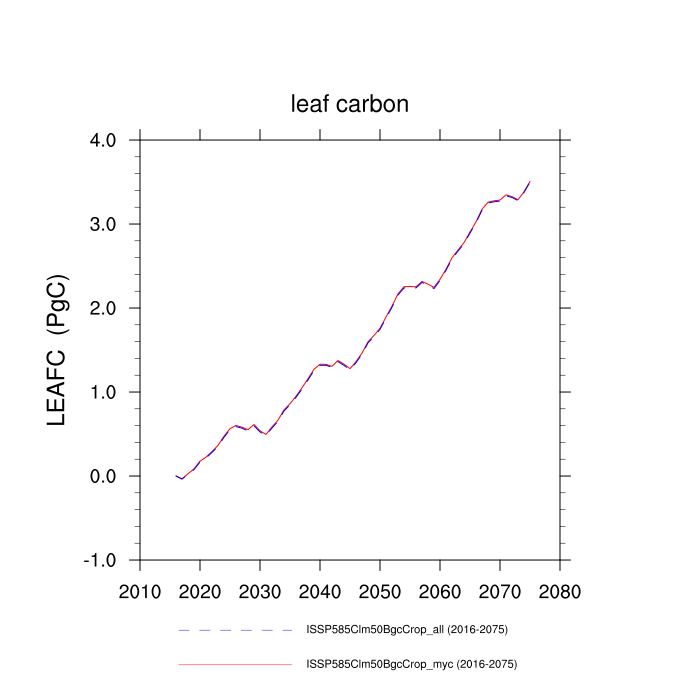 leaf carbon
4.0
3.0
2.0
1.0
0.0
-1.0
LEAFC (PgC)
2010 2020 2030 2040 2050 2060 2070 2080
ISSP585Clm50BgcCrop_all (2016-2075)
ISSP585Clm50BgcCrop_myc (2016-2075)